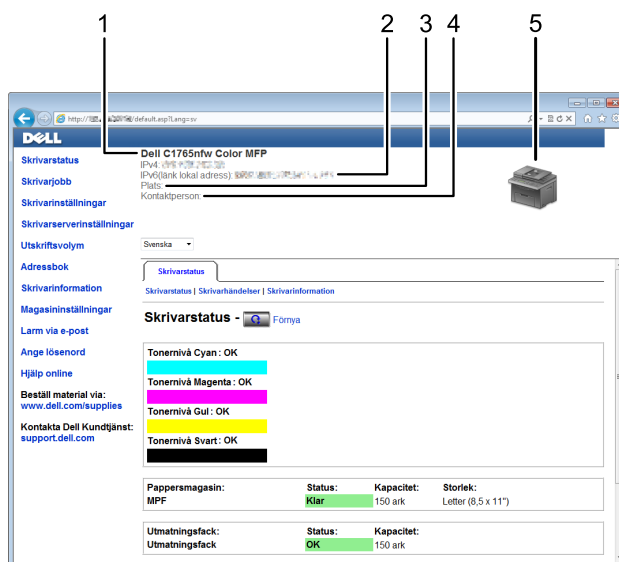 1 2 3 4 5
http:// /default.asp?Lang=sv
DELL
Dell C1765nfw Color MFP
IPv4:
IPv6(länk lokal adress):
Plats:
Kontaktperson:
Skrivarstatus
Skrivarjobb
Skrivarinställningar
Skrivarserverinställningar
Utskriftsvolym
Adressbok
Skrivarinformation
Magasininställningar
Larm via e-post
Ange lösenord
Hjälp online
Beställ material via:
www.dell.com/supplies
Kontakta Dell Kundtjänst:
support.dell.com
Svenska
Skrivarstatus
Skrivarstatus | Skrivarhändelser | Skrivarinformation
Skrivarstatus - Förnya
Tonernivå Cyan : OK
Tonernivå Magenta : OK
Tonernivå Gul : OK
Tonernivå Svart : OK
Pappersmagasin: Status: Kapacitet: Storlek:
MPF Klar 150 ark Letter (8,5 x 11")
Utmatningsfack: Status: Kapacitet:
Utmatningsfack OK 150 ark